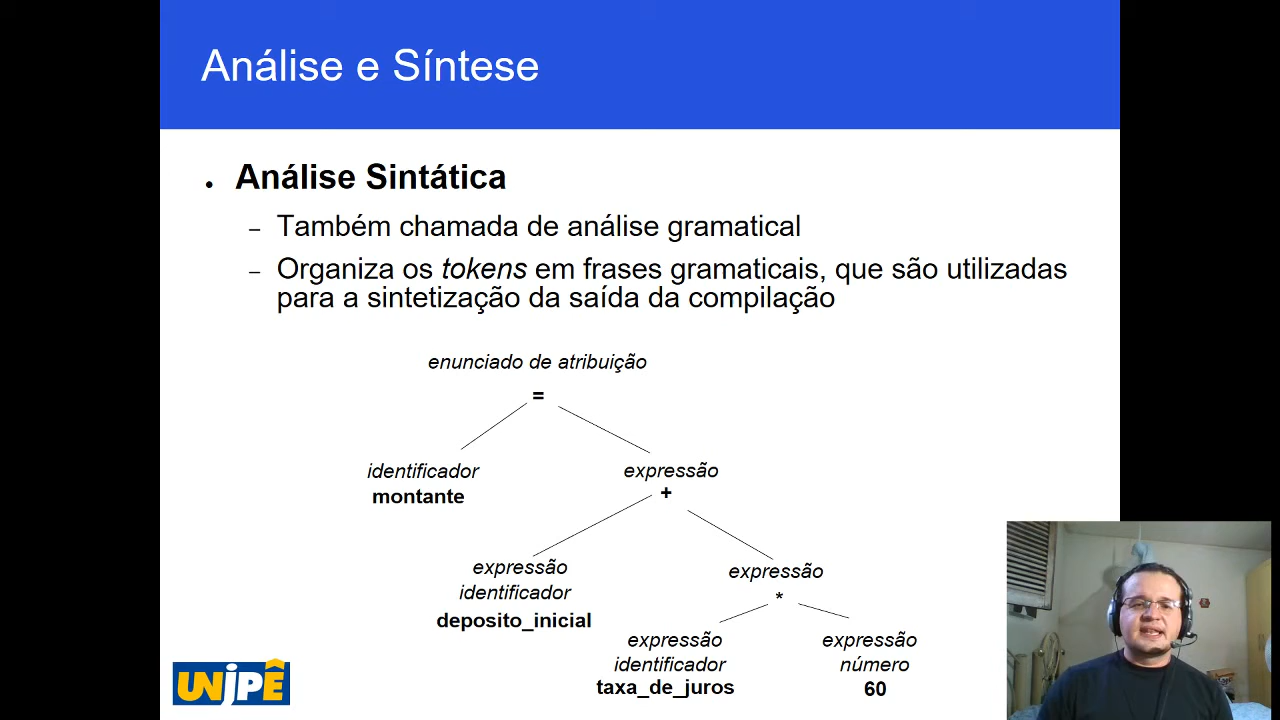 Análise e Síntese
● Análise Sintática
– Também chamada de análise gramatical
– Organiza os tokens em frases gramaticais, que são utilizadas
para a sintetização da saída da compilação
enunciado de atribuição
=
identificador
montante
expressão
+
expressão
identificador
deposito_inicial
expressão
*
expressão
identificador
taxa_de_juros
expressão
número
60
UNIPÊ